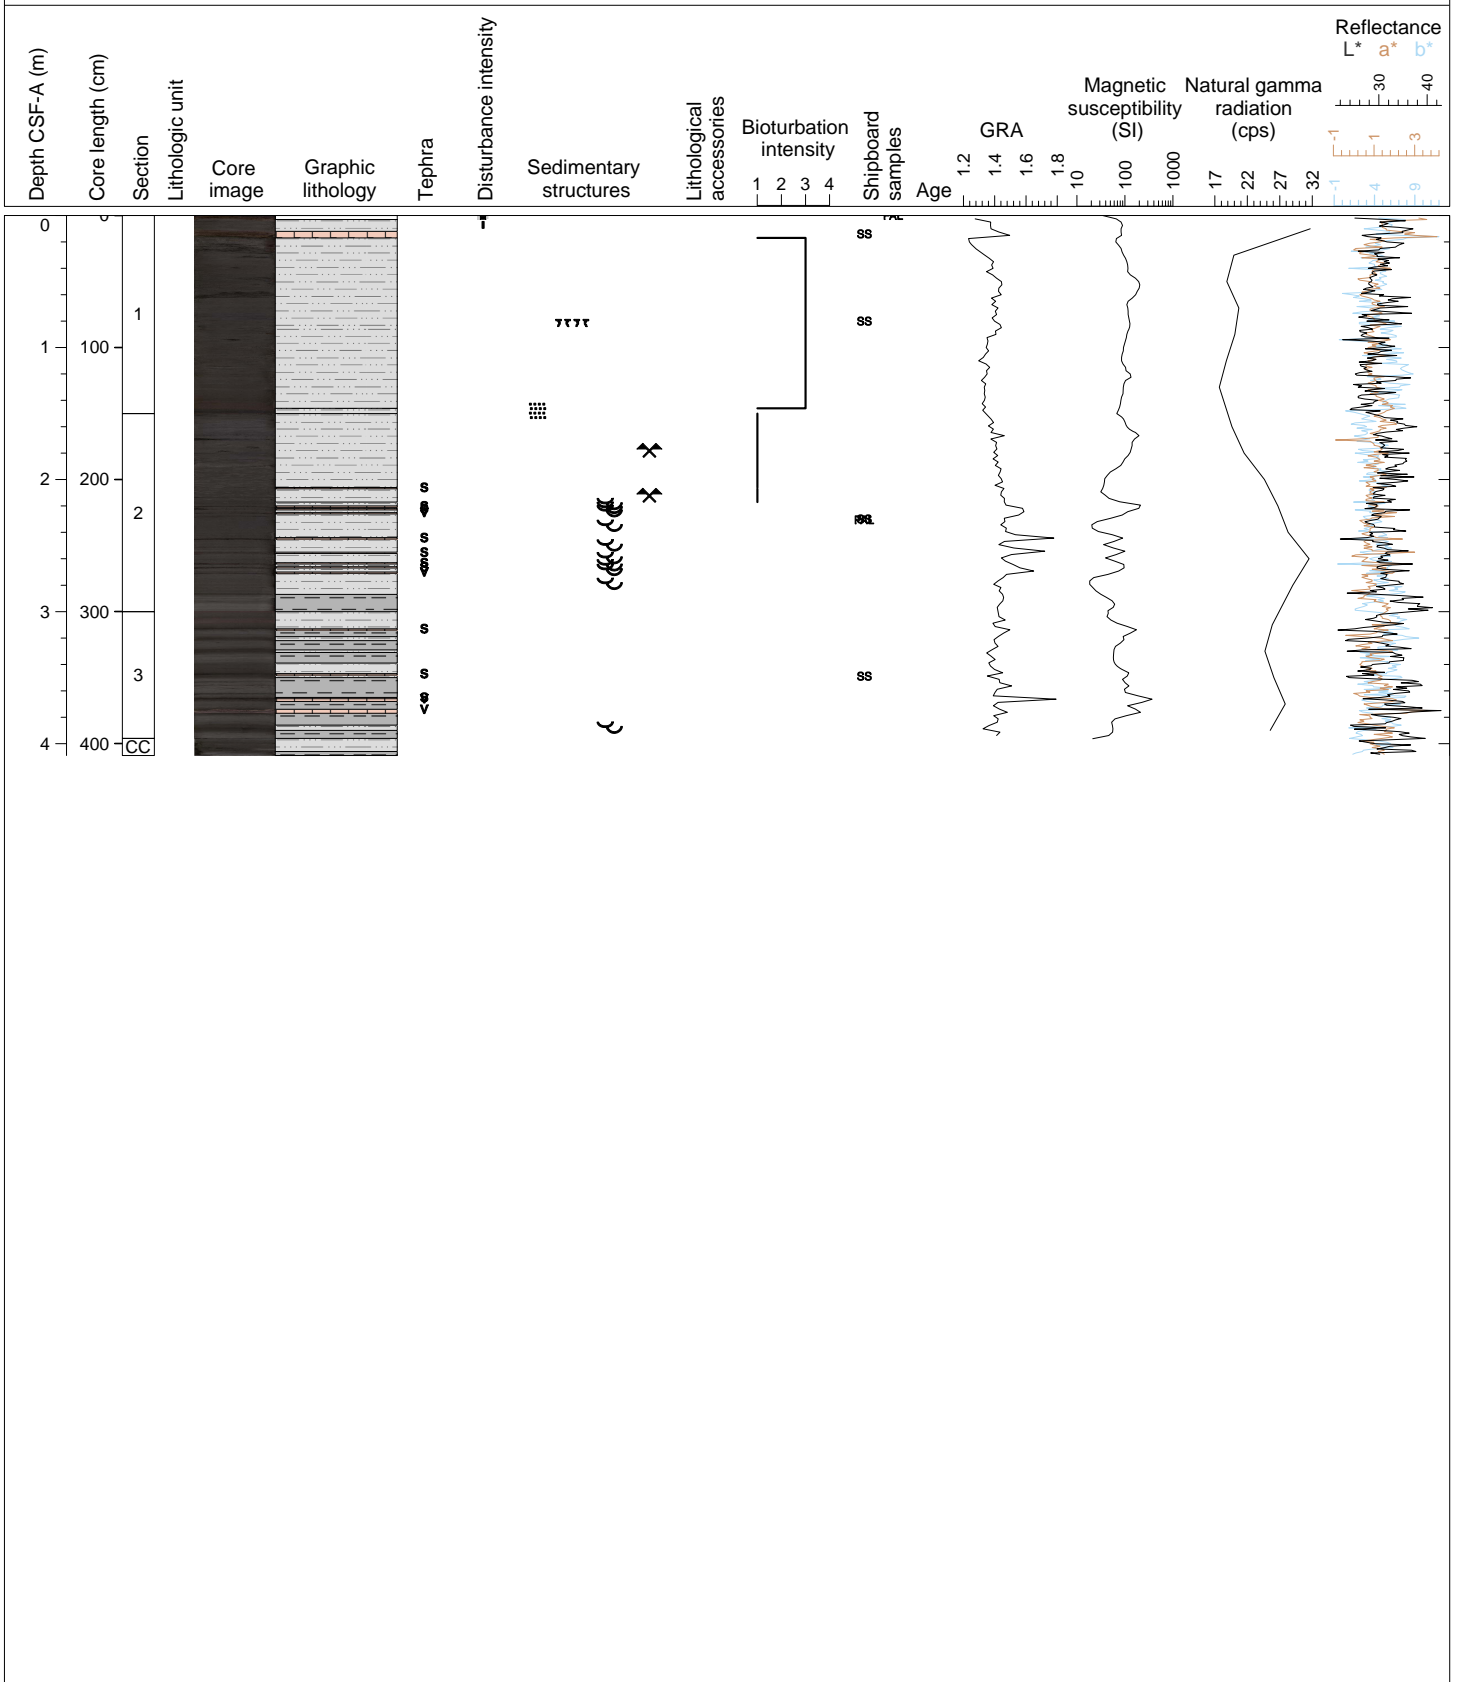 Depth CSF-A (m)
Core length (cm)
Section
Lithologic unit
Core
image
Graphic
lithology
Tephra
Disturbance intensity
Sedimentary
structures
Lithological
accessories
Bioturbation
intensity
1 2 3 4
Shipboard
samples
Age
GRA
1.2 1.4 1.6 1.8
Magnetic
susceptibility
(SI)
10 100 1000
Natural gamma
radiation
(cps)
17 22 27 32
Reflectance
L* a* b*
30 40
-1 1 3
-1 4 9
0 0
PAL
SS
1
SS
1 100
2 200
S
2
S
V
SS
S
S
S
S
V
3 300
S
3
S
SS
S
V
4 400
CC